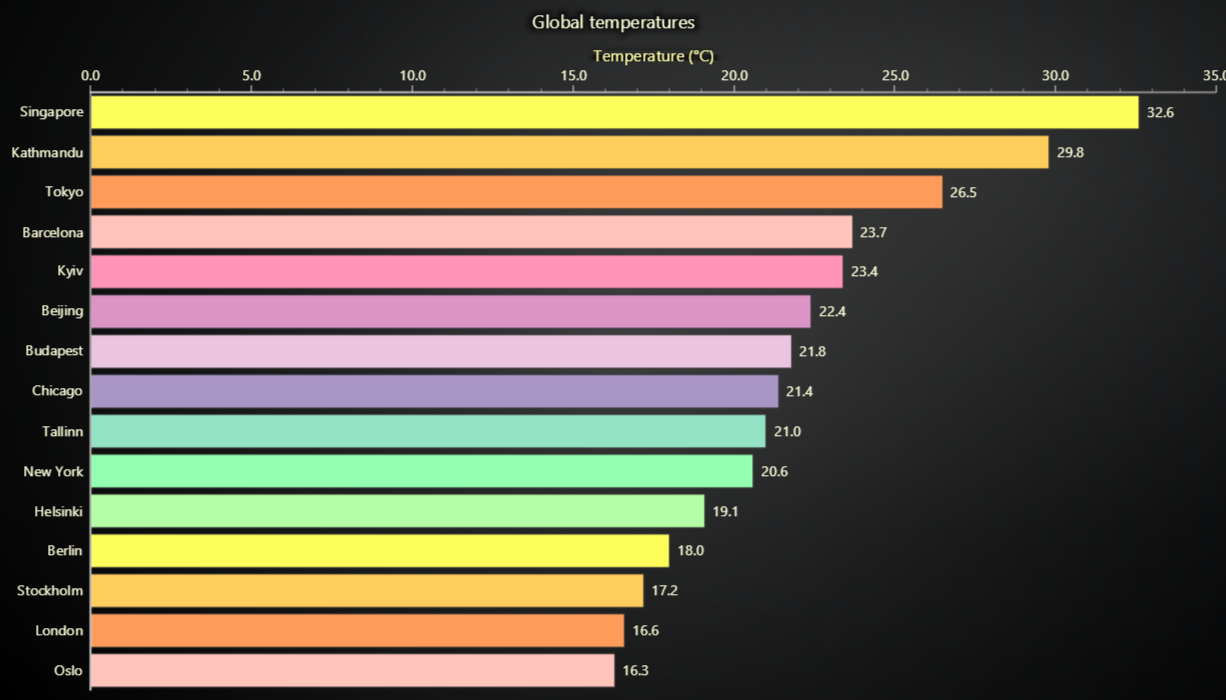 Global temperatures
Temperature (°C)
0.0 5.0 10.0 15.0 20.0 25.0 30.0 35.0
Singapore 32.6
Kathmandu 29.8
Tokyo 26.5
Barcelona 23.7
Kyiv 23.4
Beijing 22.4
Budapest 21.8
Chicago 21.4
Tallinn 21.0
New York 20.6
Helsinki 19.1
Berlin 18.0
Stockholm 17.2
London 16.6
Oslo 16.3